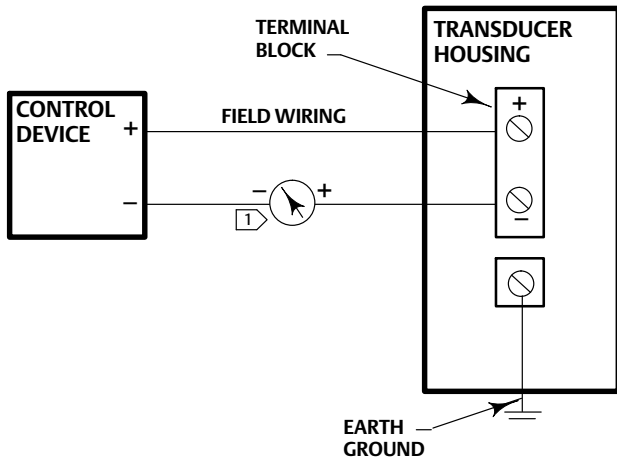 TERMINAL
BLOCK
TRANSDUCER
HOUSING
CONTROL
DEVICE
+
−
FIELD WIRING
− +
1
+
−
EARTH
GROUND